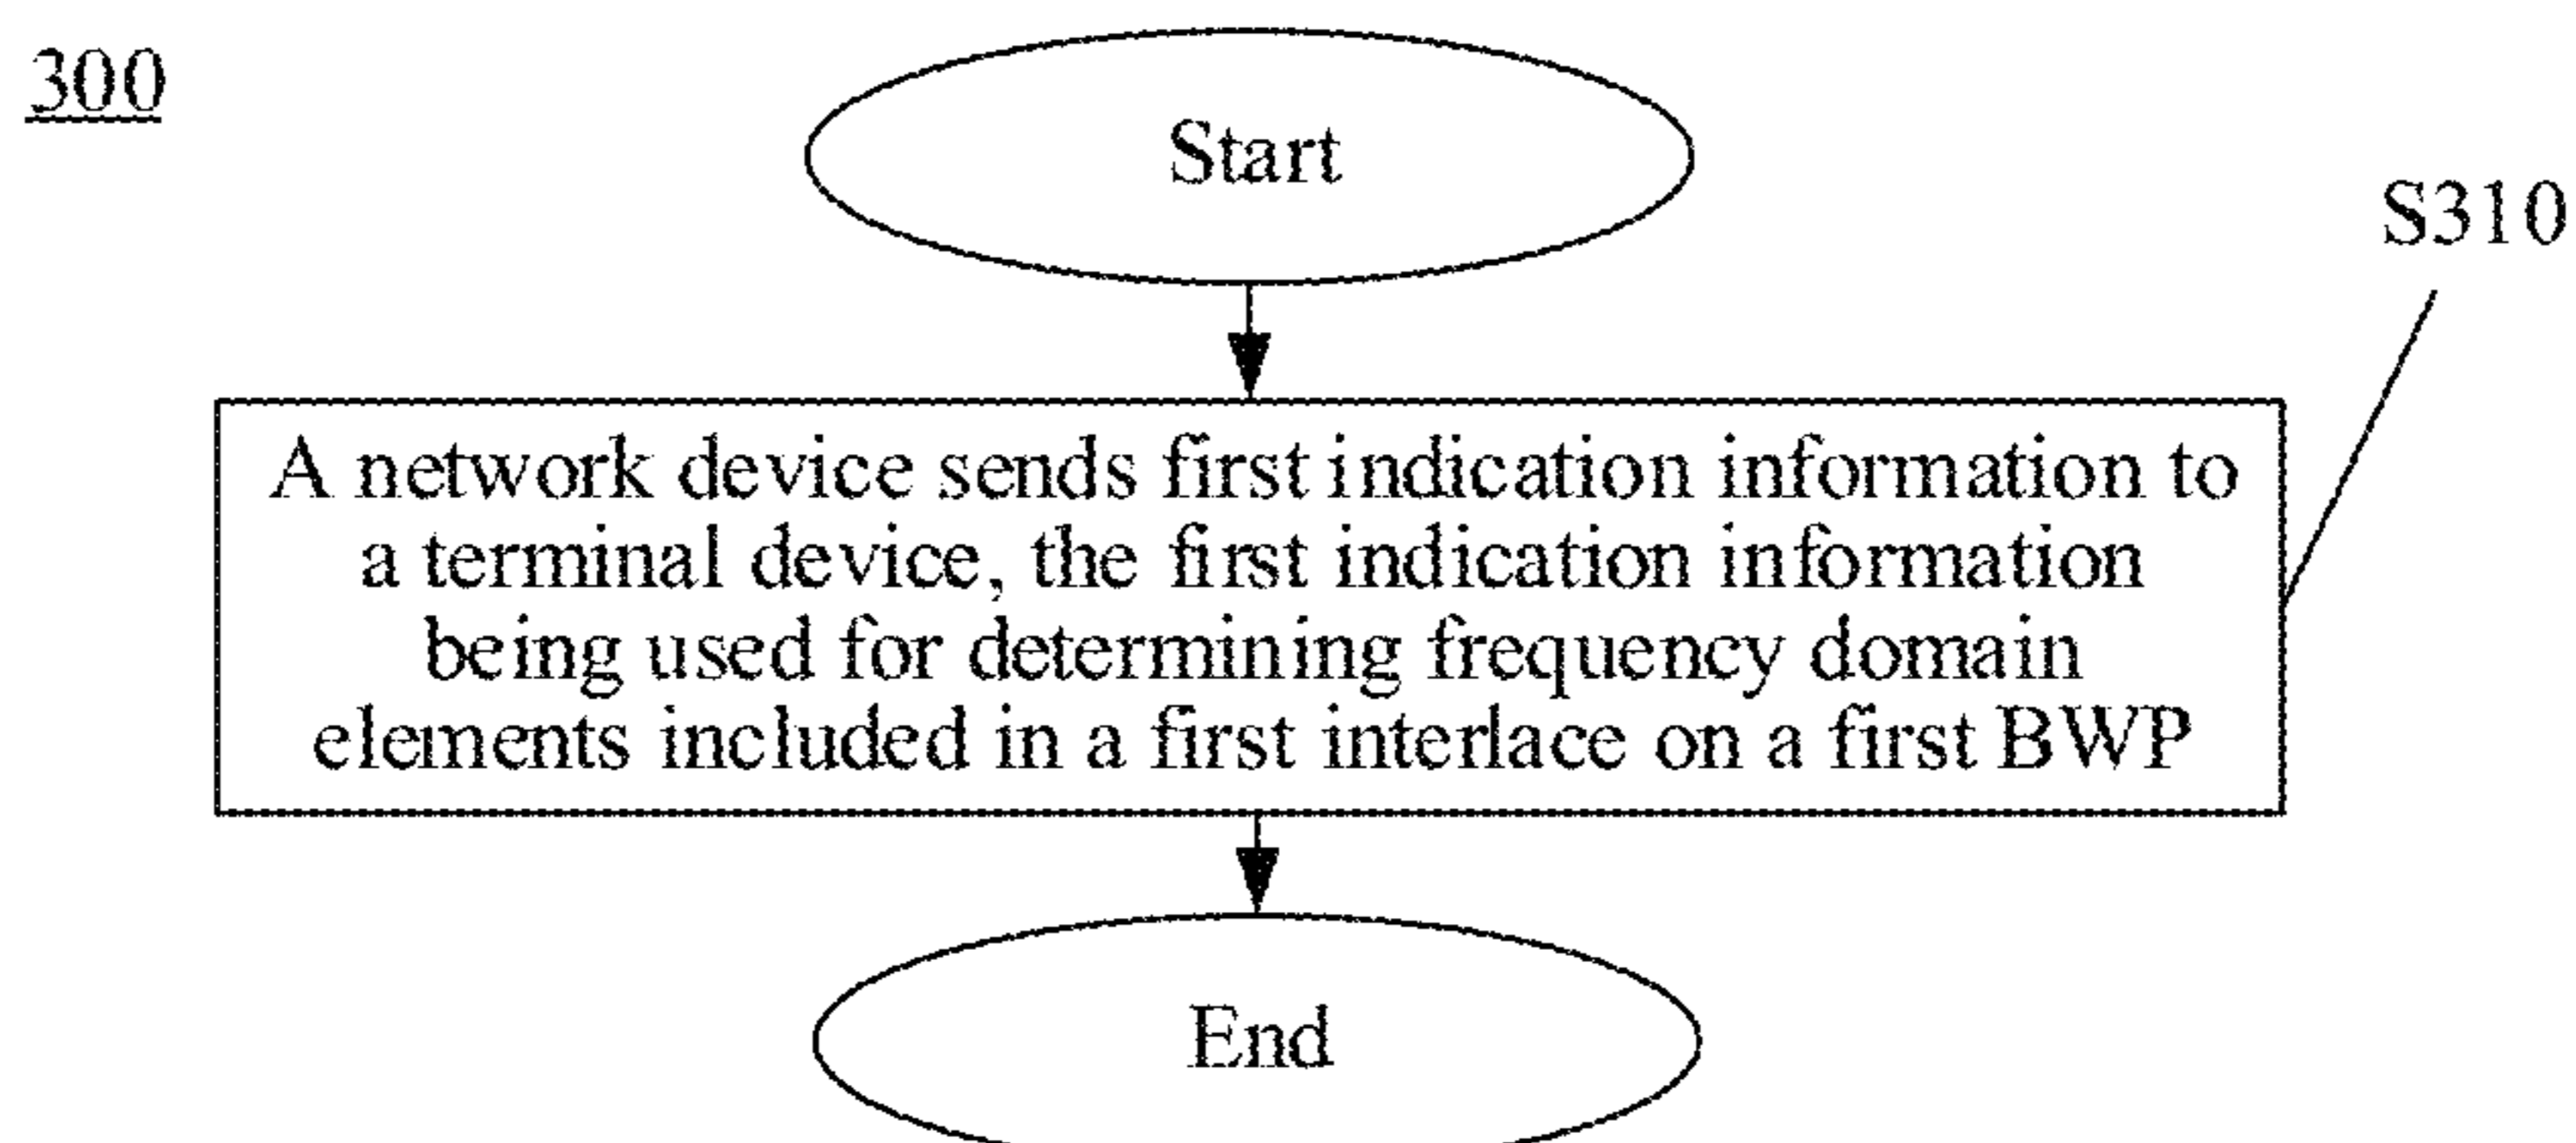 300
Start
S310
A network device sends first indication information to
a terminal device, the first indication information
being used for determining frequency domain
elements included in a first interlace on a first BWP
End